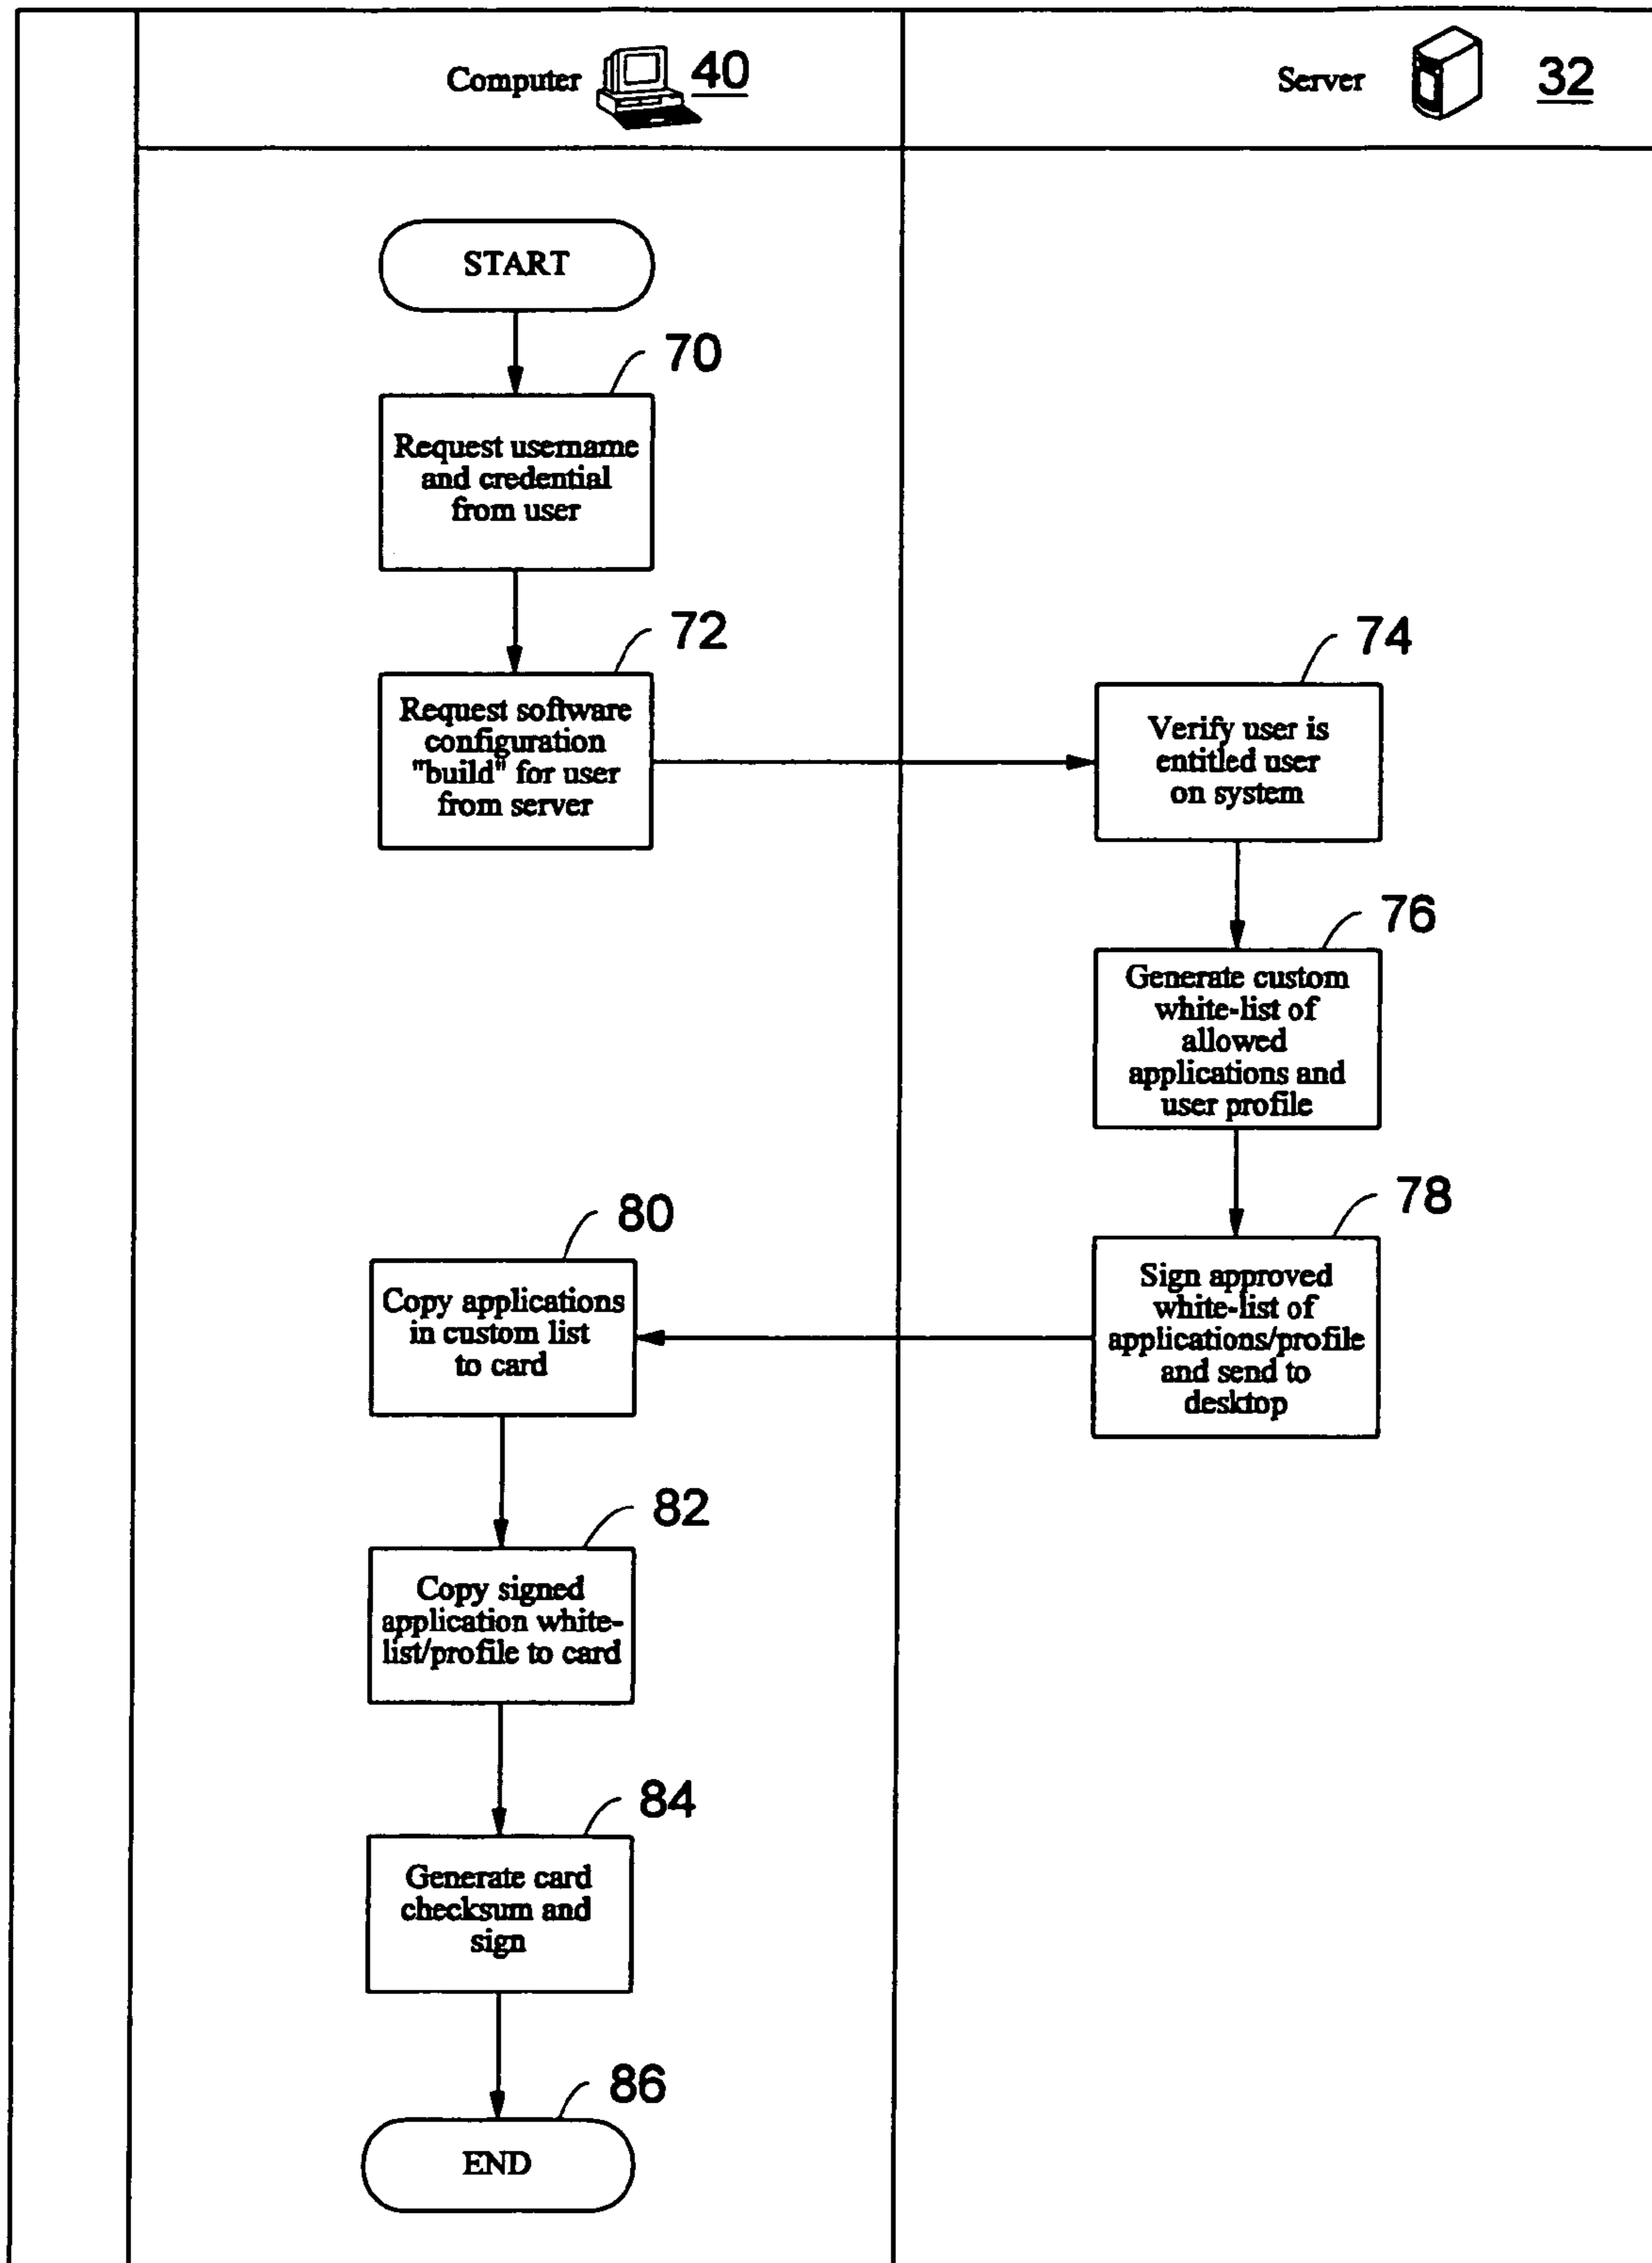 Computer 40
Server 32
START
70
Request username
and credential
from user
72
Request software
configuration
"build" for user
from server
74
Verify user is
entitled user
on system
76
Generate custom
white-list of
allowed
applications and
user profile
78
Sign approved
white-list of
applications/profile
and send to
desktop
80
Copy applications
in custom list
to card
82
Copy signed
application white-
list/profile to card
84
Generate card
checksum and
sign
86
END